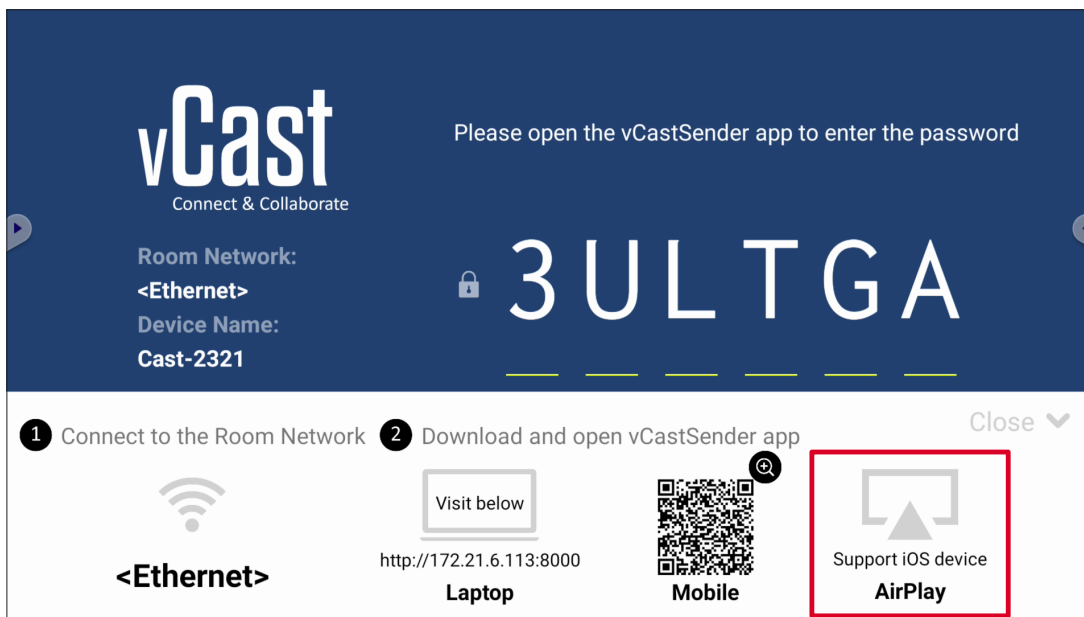 vCast
Connect & Collaborate
Please open the vCastSender app to enter the password
Room Network:
<Ethernet>
Device Name:
Cast-2321
3ULTGA
1 Connect to the Room Network
2 Download and open vCastSender app
Close
<Ethernet>
Visit below
http://172.21.6.113:8000
Laptop
Mobile
Support iOS device
AirPlay